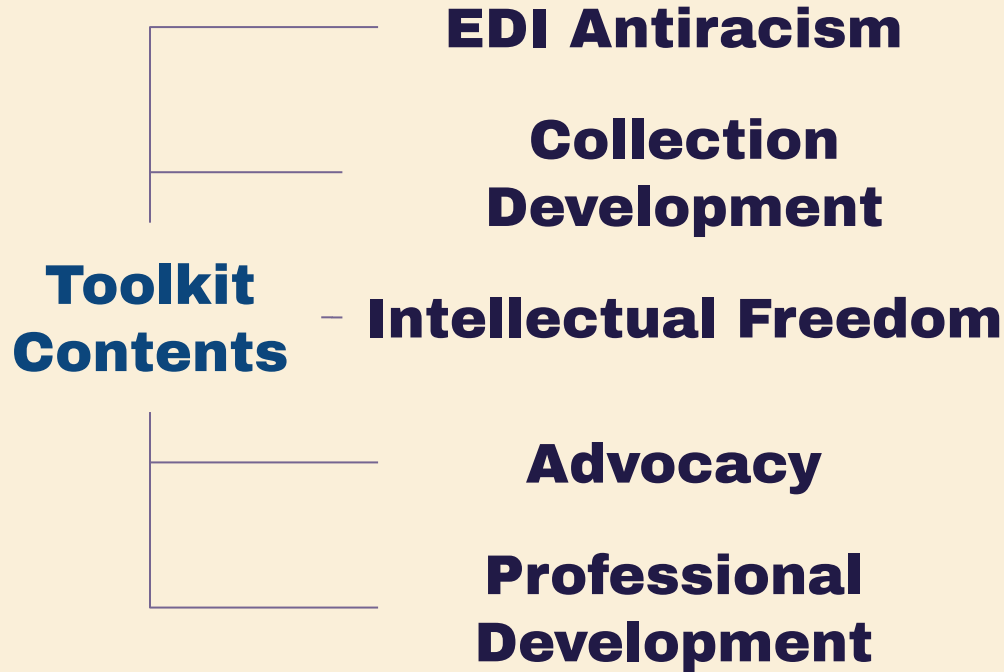 EDI Antiracism
Collection
Development
Toolkit
Contents
Intellectual Freedom
Advocacy
Professional
Development